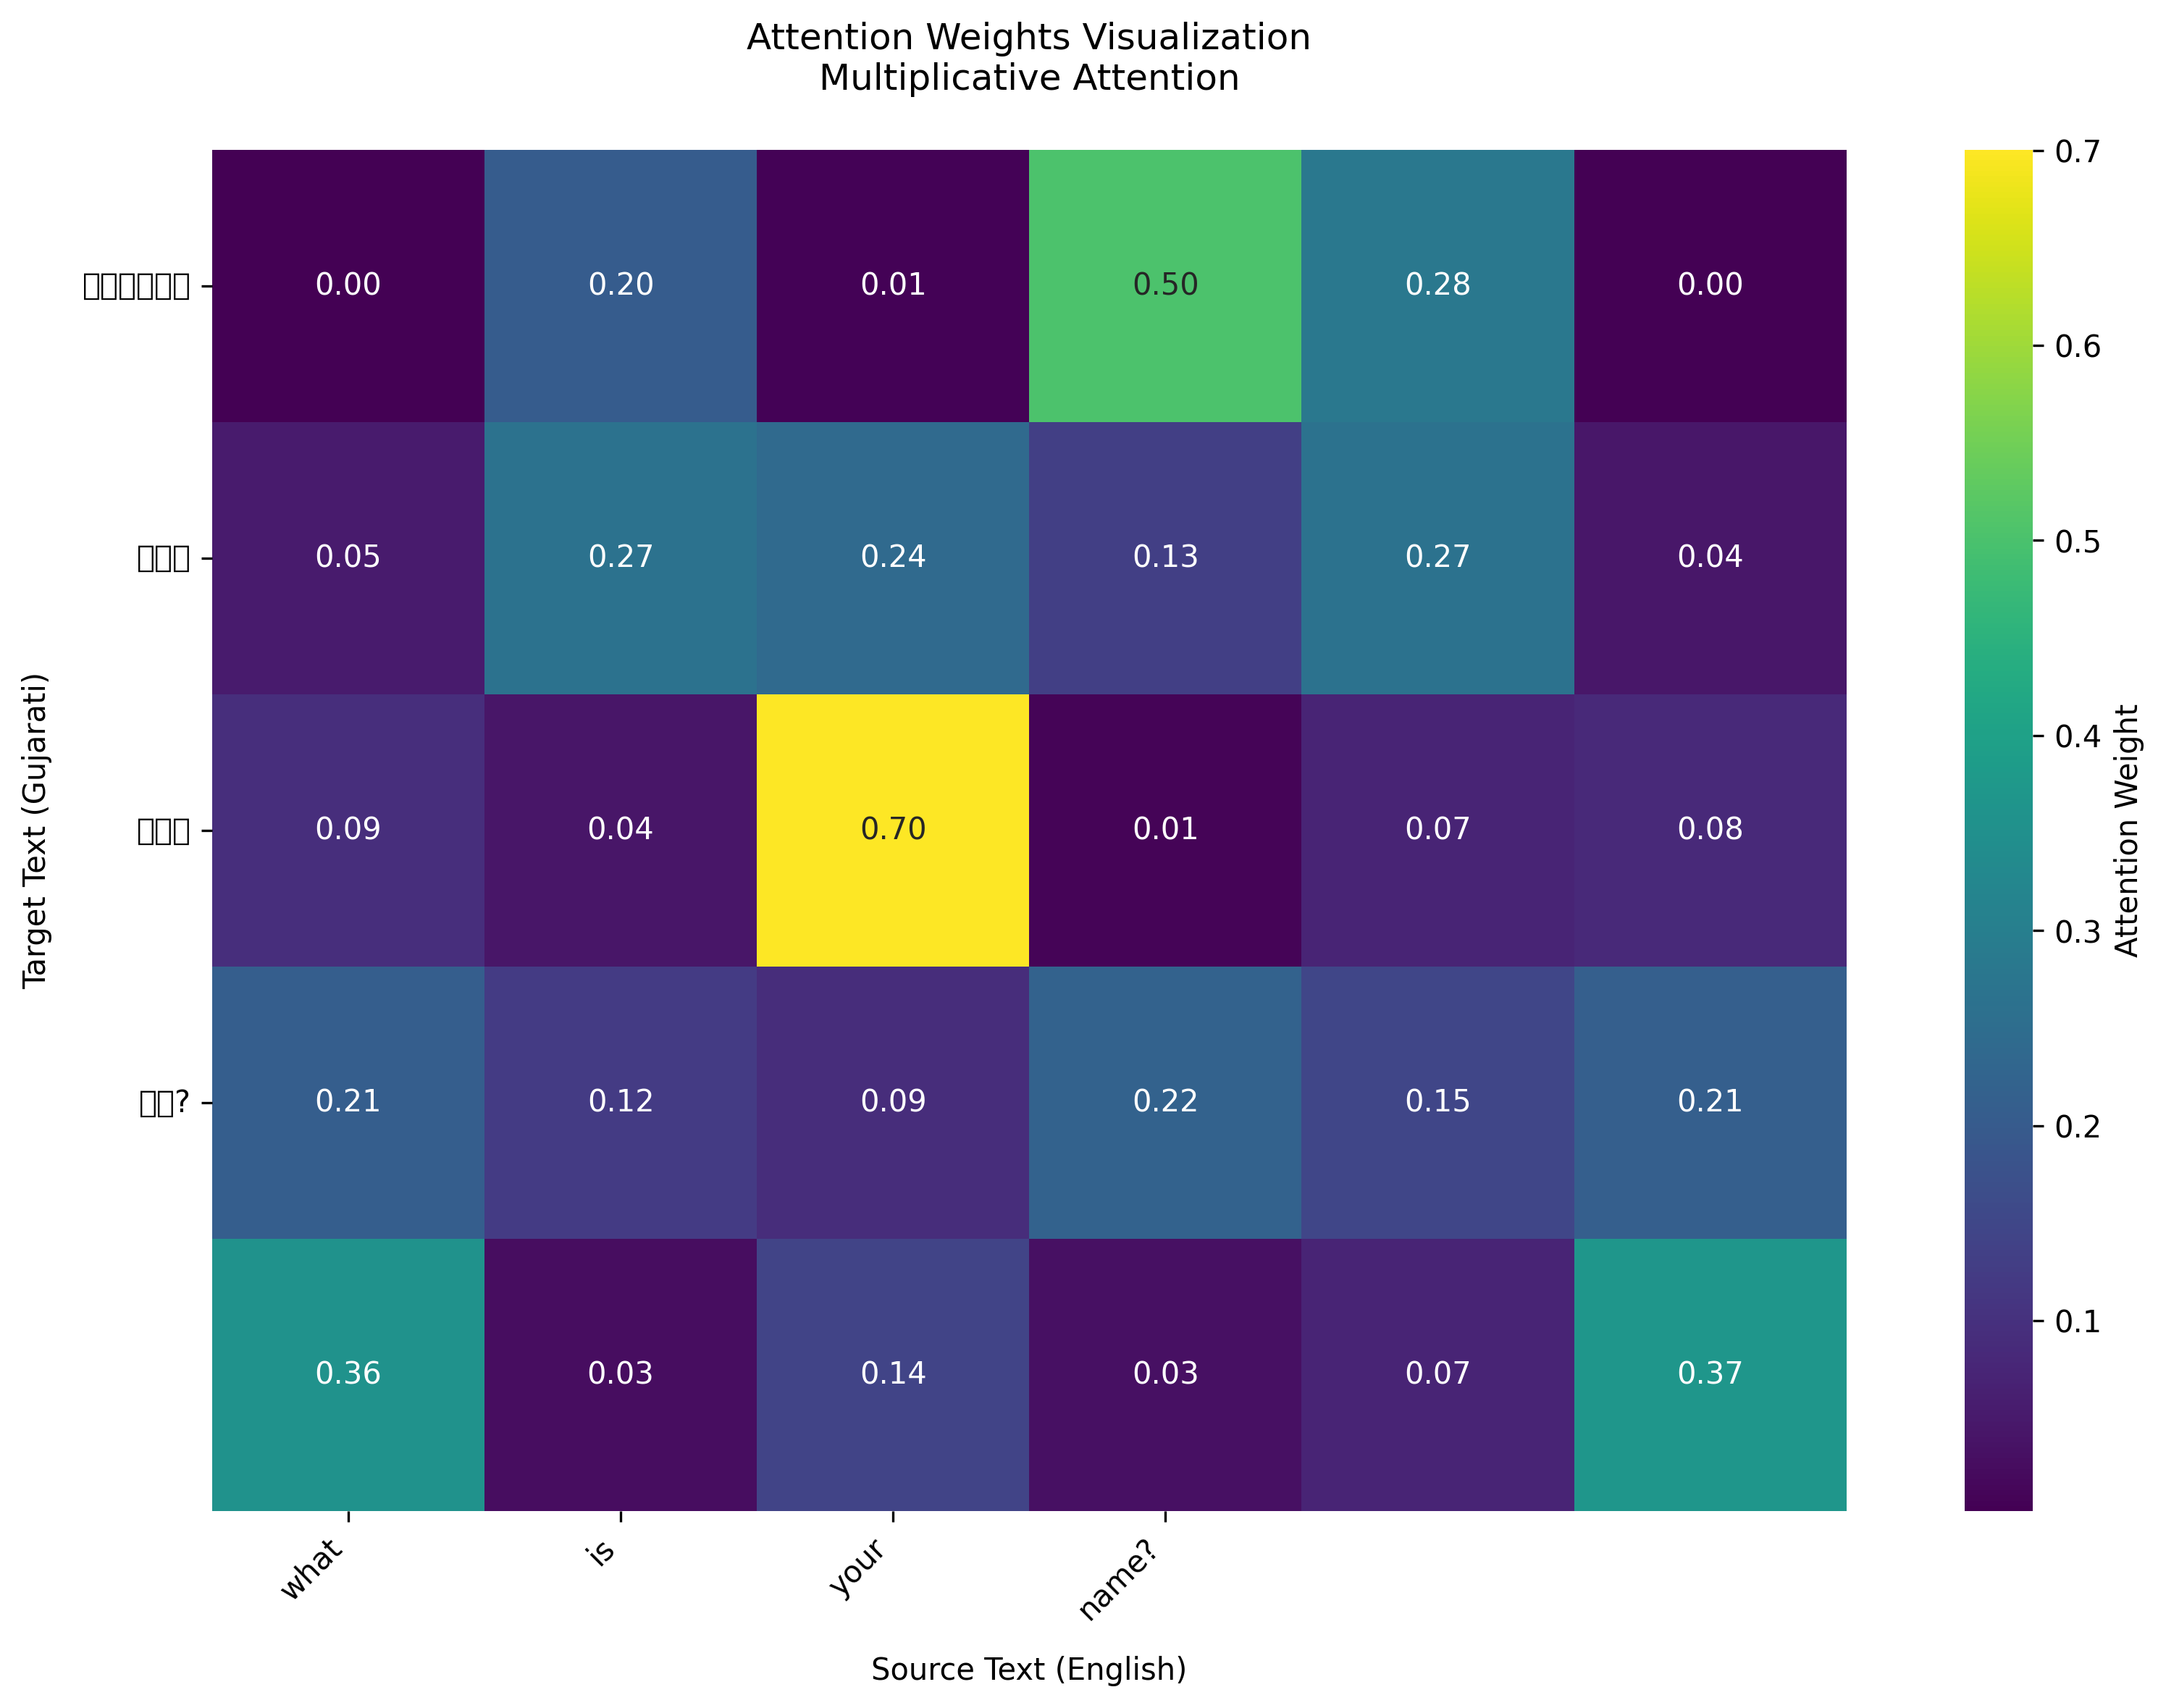 Attention Weights Visualization
Multiplicative Attention
0.00 0.20 0.01 0.50 0.28 0.00
0.05 0.27 0.24 0.13 0.27 0.04
0.09 0.04 0.70 0.01 0.07 0.08
?
0.21 0.12 0.09 0.22 0.15 0.21
0.36 0.03 0.14 0.03 0.07 0.37
what is your name?
Source Text (English)
Target Text (Gujarati)
0.7
0.6
0.5
0.4
0.3
0.2
0.1
Attention Weight